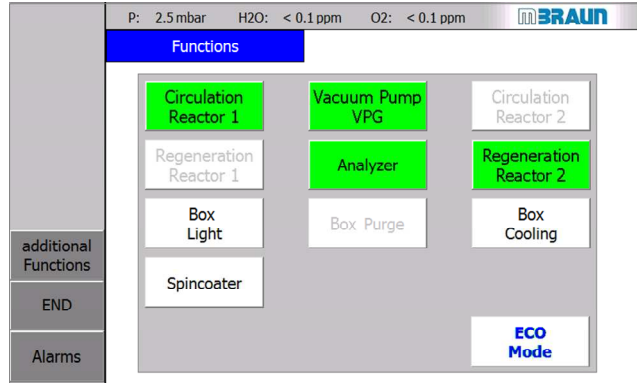 P: 2.5 mbar H2O: < 0.1 ppm O2: < 0.1 ppm MBRAUN
Functions
Circulation
Reactor 1
Vacuum Pump
VPG
Circulation
Reactor 2
Regeneration
Reactor 1
Analyzer
Regeneration
Reactor 2
Box
Light
Box Purge
Box
Cooling
Spincoater
ECO
Mode
additional
Functions
END
Alarms